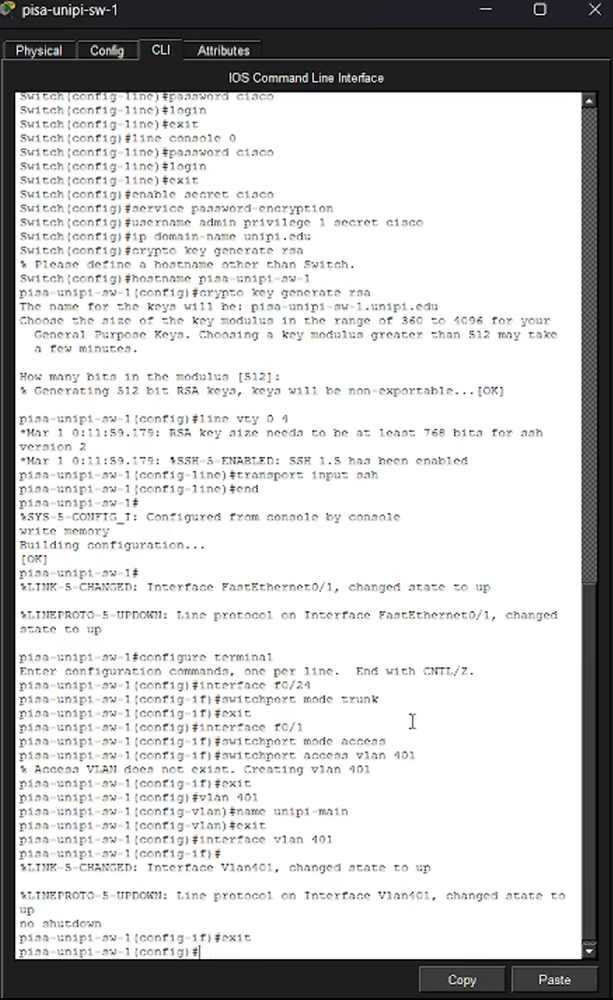 pisa-unipi-sw-1
Physical Config CLI Attributes
IOS Command Line Interface
Switch(config-line)#password cisco
Switch(config-line)#login
Switch(config-line)#exit
Switch(config)#line console 0
Switch(config-line)#password cisco
Switch(config-line)#login
Switch(config-line)#exit
Switch(config)#enable secret cisco
Switch(config)#service password-encryption
Switch(config)#username admin privilege 1 secret cisco
Switch(config)#ip domain-name unipi.edu
Switch(config)#crypto key generate rsa
% Please define a hostname other than Switch.
Switch(config)#hostname pisa-unipi-sw-1
pisa-unipi-sw-1(config)#crypto key generate rsa
The name for the keys will be: pisa-unipi-sw-1.unipi.edu
Choose the size of the key modulus in the range of 360 to 4096 for your
General Purpose Keys. Choosing a key modulus greater than 512 may take
a few minutes.
How many bits in the modulus [512]:
% Generating 512 bit RSA keys, keys will be non-exportable...[OK]
pisa-unipi-sw-1(config)#line vty 0 4
*Mar 1 0:11:59.179: RSA key size needs to be at least 768 bits for ssh
version 2
*Mar 1 0:11:59.179: %SSH-5-ENABLED: SSH 1.5 has been enabled
pisa-unipi-sw-1(config-line)#transport input ssh
pisa-unipi-sw-1(config-line)#end
pisa-unipi-sw-1#
%SYS-5-CONFIG_I: Configured from console by console
write memory
Building configuration...
[OK]
pisa-unipi-sw-1#
%LINK-5-CHANGED: Interface FastEthernet0/1, changed state to up
%LINEPROTO-5-UPDOWN: Line protocol on Interface FastEthernet0/1, changed
state to up
pisa-unipi-sw-1#configure terminal
Enter configuration commands, one per line. End with CNTL/Z.
pisa-unipi-sw-1(config)#interface f0/24
pisa-unipi-sw-1(config-if)#switchport mode trunk
pisa-unipi-sw-1(config-if)#exit
pisa-unipi-sw-1(config)#interface f0/1
pisa-unipi-sw-1(config-if)#switchport mode access
pisa-unipi-sw-1(config-if)#switchport access vlan 401
% Access VLAN does not exist. Creating vlan 401
pisa-unipi-sw-1(config-if)#exit
pisa-unipi-sw-1(config)#vlan 401
pisa-unipi-sw-1(config-vlan)#name unipi-main
pisa-unipi-sw-1(config-vlan)#exit
pisa-unipi-sw-1(config)#interface vlan 401
pisa-unipi-sw-1(config-if)#
%LINK-5-CHANGED: Interface Vlan401, changed state to up
%LINEPROTO-5-UPDOWN: Line protocol on Interface Vlan401, changed state to
up
no shutdown
pisa-unipi-sw-1(config-if)#exit
pisa-unipi-sw-1(config)#
Copy Paste